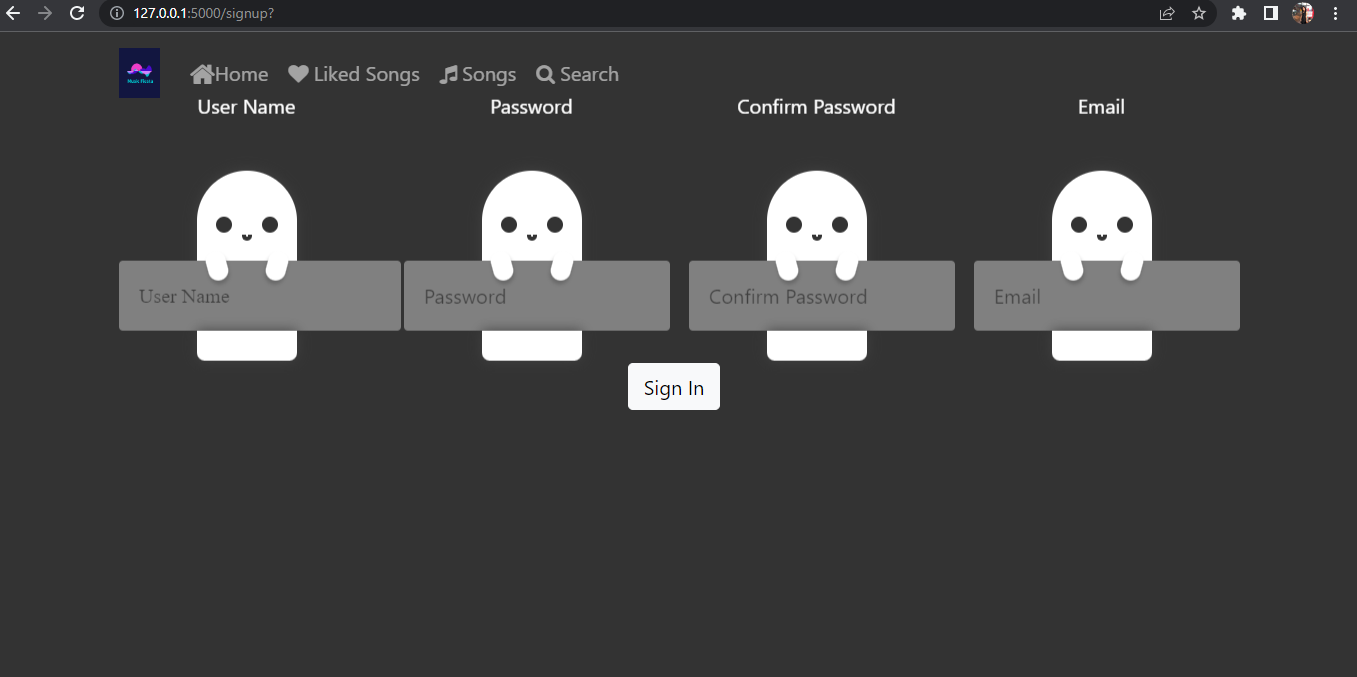 127.0.0.1:5000/signup?
Home Liked Songs Songs Search
User Name Password Confirm Password Email
User Name Password Confirm Password Email
Sign In